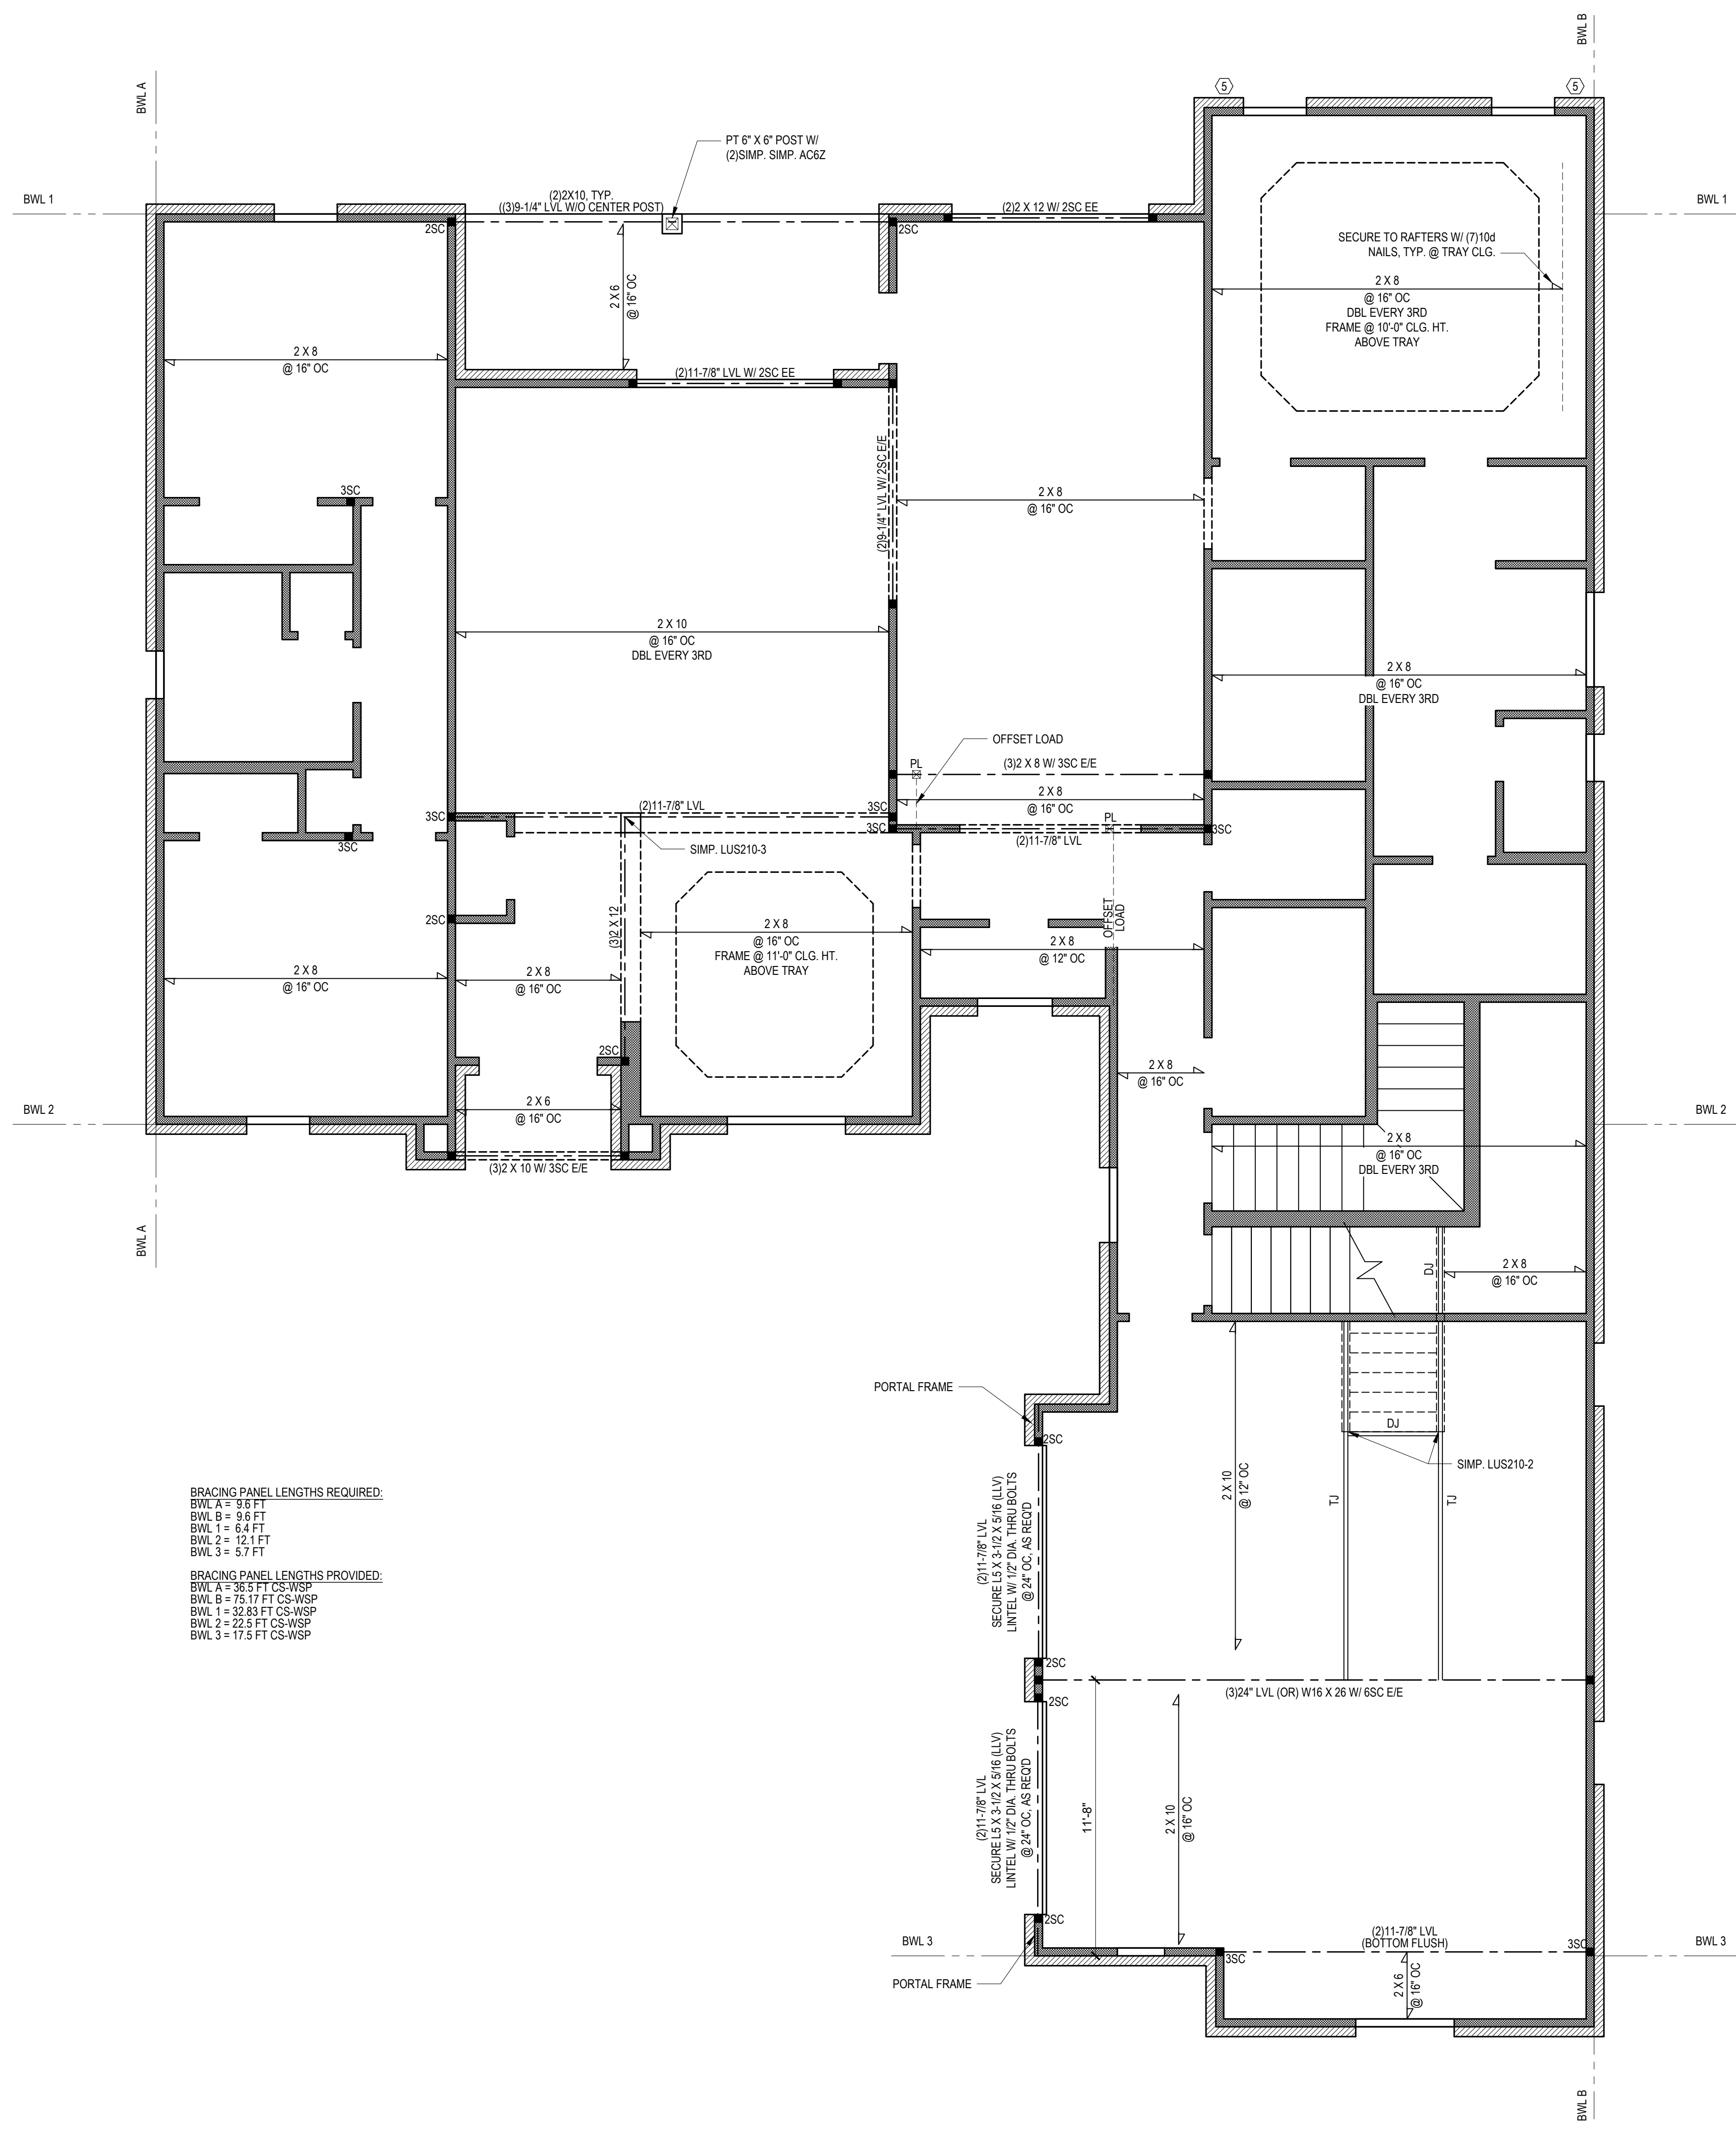 BWL B
BWL A
5
5
PT 6" X 6" POST W/
(2)SIMP. SIMP. AC6Z
BWL 1
(2)2X10, TYP.
((3)9-1/4" LVL W/O CENTER POST)
(2)2 X 12 W/ 2SC EE
BWL 1
2SC
2SC
SECURE TO RAFTERS W/ (7)10d
NAILS, TYP. @ TRAY CLG.
2 X 6
@ 16" OC
2 X 8
@ 16" OC
DBL EVERY 3RD
FRAME @ 10'-0" CLG. HT.
ABOVE TRAY
2 X 8
@ 16" OC
(2)11-7/8" LVL W/ 2SC EE
(2)9-1/4" LVL W/ 2SC E/E
3SC
2 X 8
@ 16" OC
2 X 10
@ 16" OC
DBL EVERY 3RD
2 X 8
@ 16" OC
DBL EVERY 3RD
OFFSET LOAD
PL
(3)2 X 8 W/ 3SC E/E
2 X 8
@ 16" OC
(2)11-7/8" LVL
3SC
3SC
3SC
PL
3SC
(2)11-7/8" LVL
3SC
SIMP. LUS210-3
2SC
(3)2 X 12
2 X 8
@ 16" OC
FRAME @ 11'-0" CLG. HT.
ABOVE TRAY
OFFSET
LOAD
2 X 8
@ 12" OC
2 X 8
@ 16" OC
2 X 8
@ 16" OC
2SC
2 X 8
@ 16" OC
BWL 2
2 X 6
@ 16" OC
BWL 2
2 X 8
@ 16" OC
DBL EVERY 3RD
(3)2 X 10 W/ 3SC E/E
BWL A
DJ
2 X 8
@ 16" OC
PORTAL FRAME
2SC
DJ
SIMP. LUS210-2
2 X 10
@ 12" OC
TJ
TJ
(2)11-7/8" LVL
SECURE L5 X 3-1/2 X 5/16 (LLV)
LINTEL W/ 1/2" DIA. THRU BOLTS
@ 24" OC, AS REQ'D
BRACING PANEL LENGTHS REQUIRED:
BWL A = 9.6 FT
BWL B = 9.6 FT
BWL 1 = 6.4 FT
BWL 2 = 12.1 FT
BWL 3 = 5.7 FT
BRACING PANEL LENGTHS PROVIDED:
BWL A = 36.5 FT CS-WSP
BWL B = 75.17 FT CS-WSP
BWL 1 = 32.83 FT CS-WSP
BWL 2 = 22.5 FT CS-WSP
BWL 3 = 17.5 FT CS-WSP
2SC
(3)24" LVL (OR) W16 X 26 W/ 6SC E/E
2SC
(2)11-7/8" LVL
SECURE L5 X 3-1/2 X 5/16 (LLV)
LINTEL W/ 1/2" DIA. THRU BOLTS
@ 24" OC, AS REQ'D
11'-8"
2 X 10
@ 16" OC
2SC
BWL 3
(2)11-7/8" LVL
(BOTTOM FLUSH)
3SC
3SC
BWL 3
PORTAL FRAME
2 X 6
@ 16" OC
BWL B